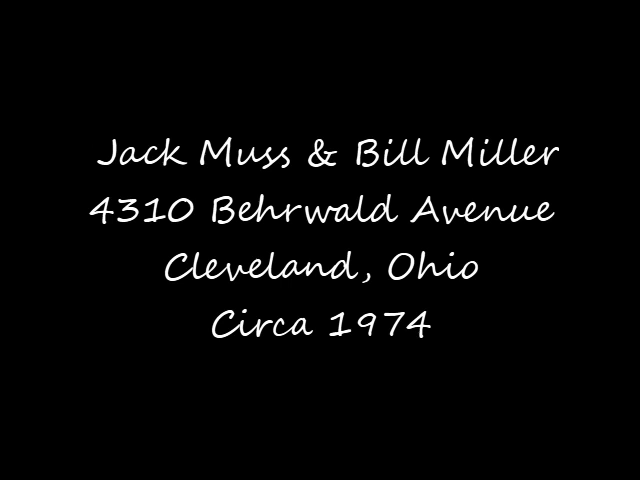 Jack Muss & Bill Miller
4310 Behrwald Avenue
Cleveland, Ohio
Circa 1974